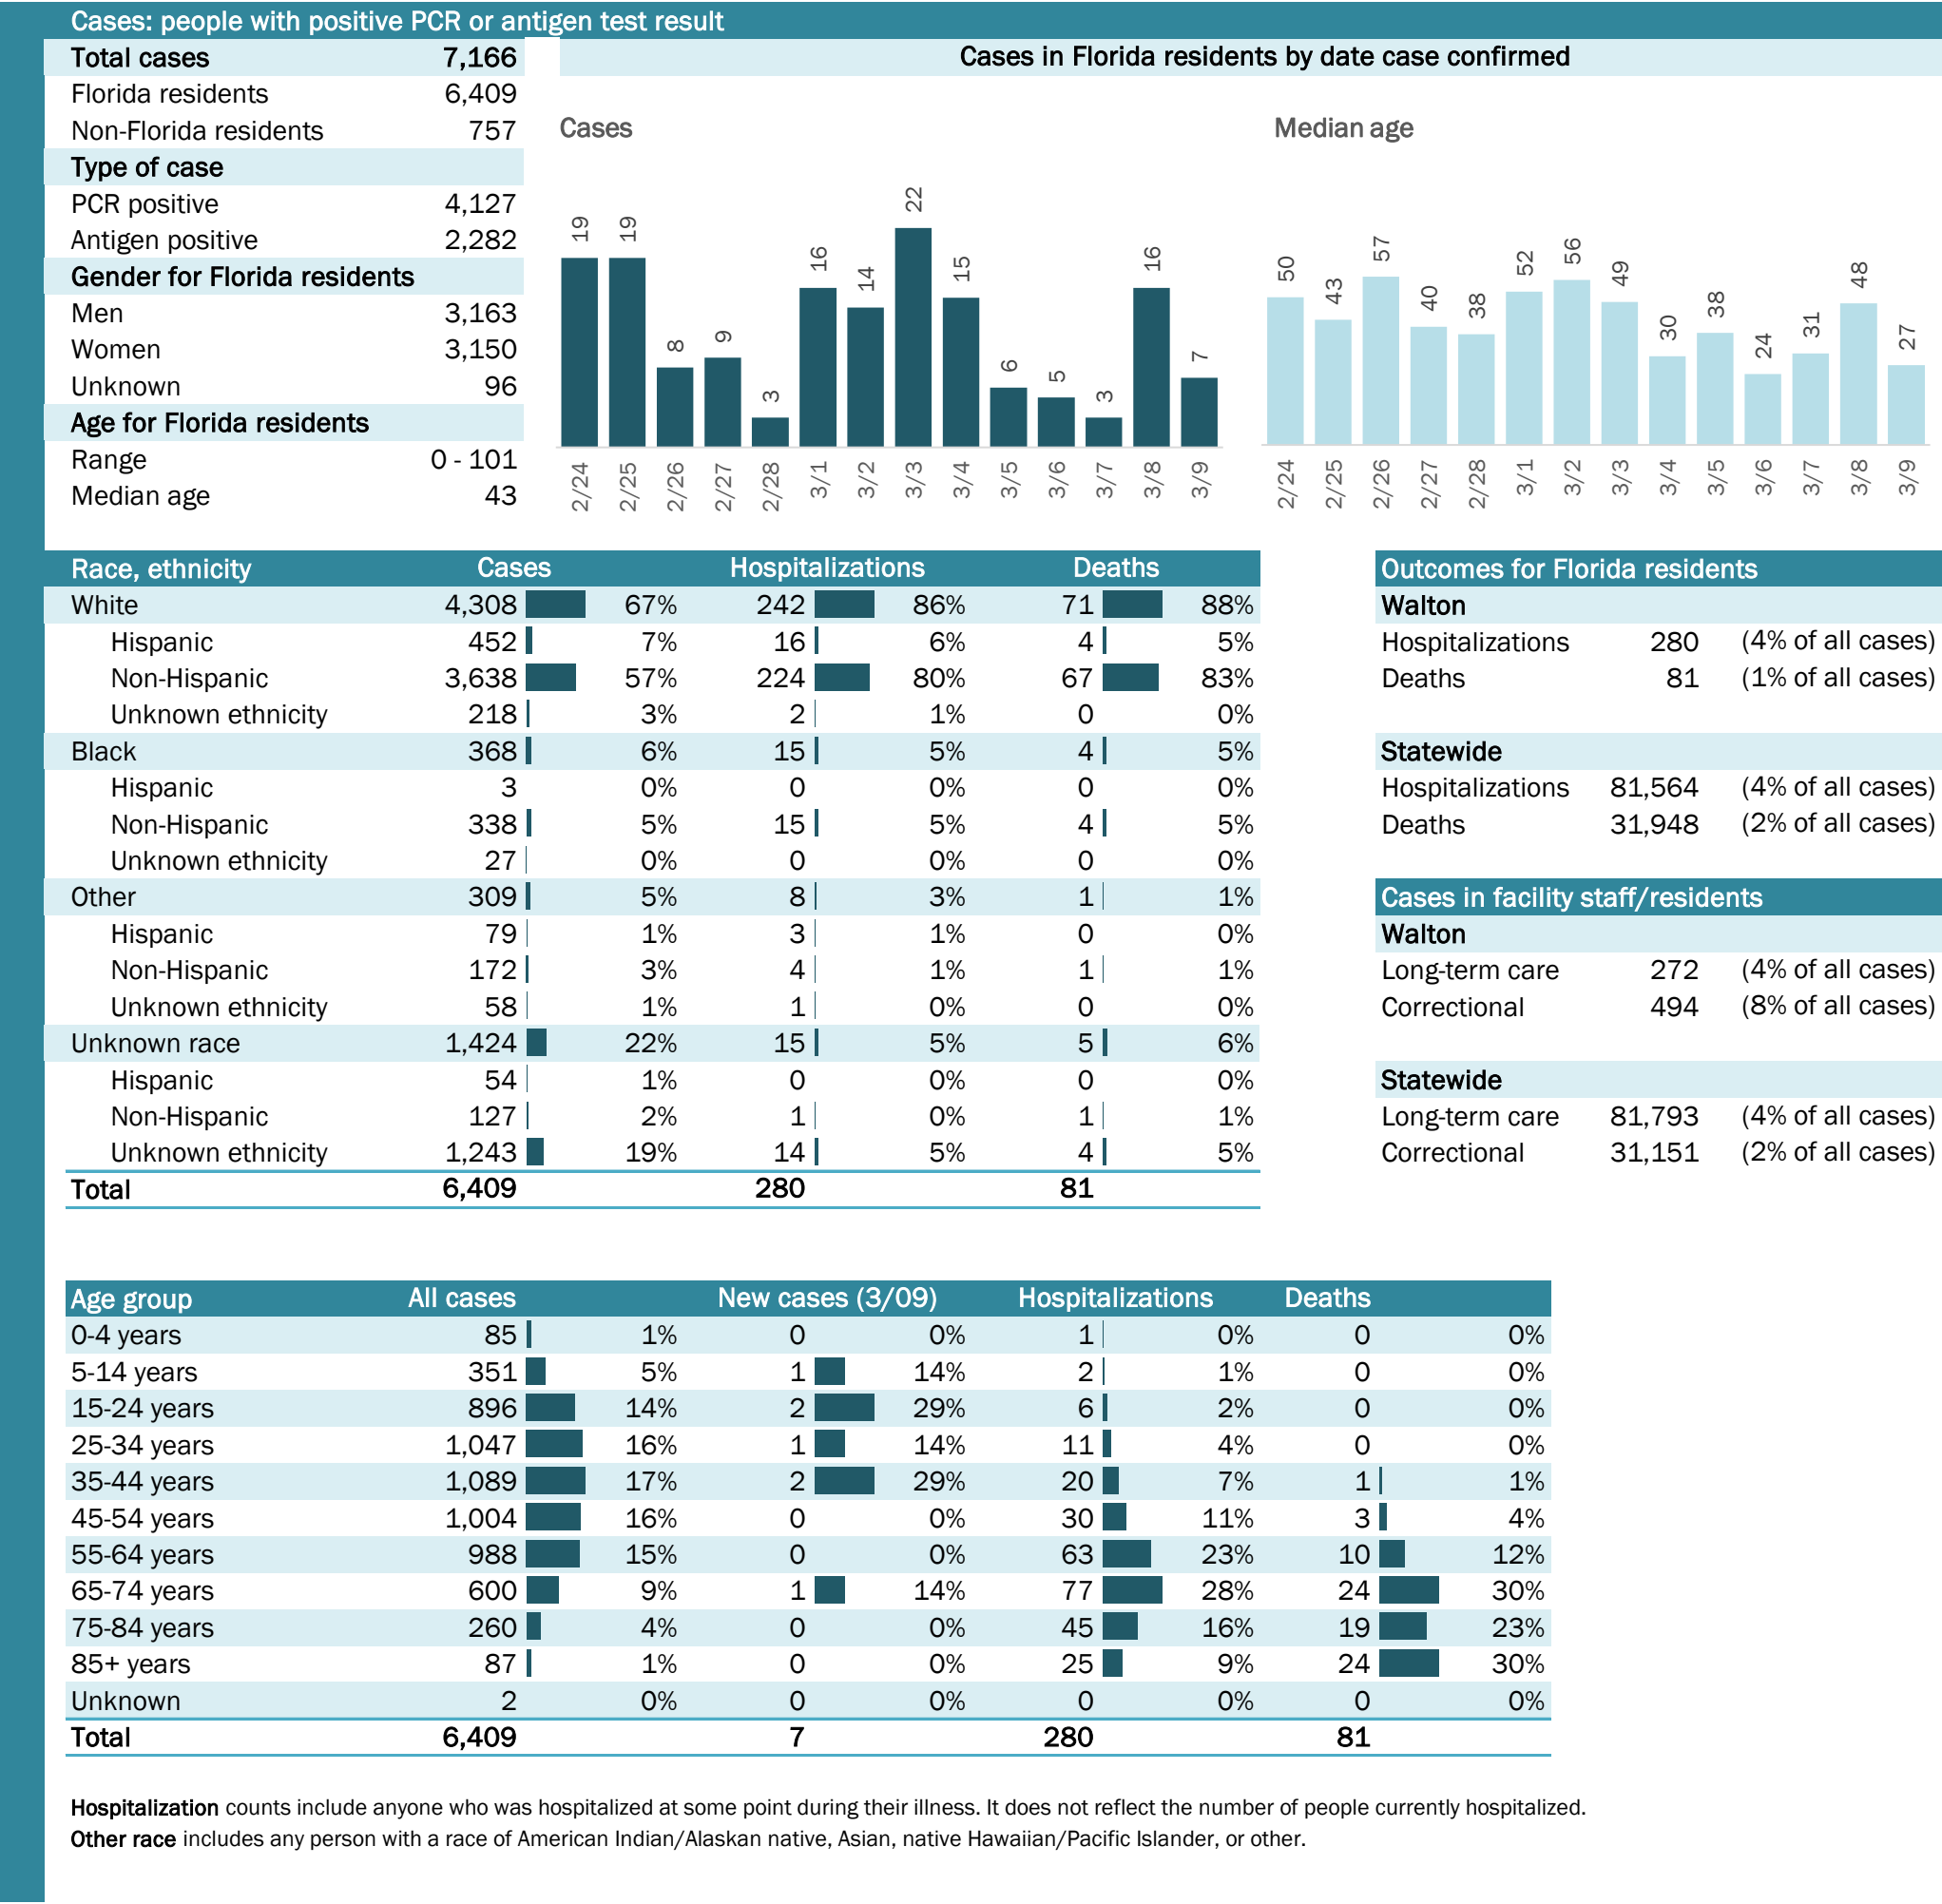 Cases: people with positive PCR or antigen test result
Total cases 7,166
Florida residents 6,409
Non-Florida residents 757
Type of case
PCR positive 4,127
Antigen positive 2,282
Gender for Florida residents
Men 3,163
Women 3,150
Unknown 96
Age for Florida residents
Range 0 - 101
Median age 43
Cases in Florida residents by date case confirmed
Cases
19 19 8 9 3 16 14 22 15 6 5 3 16 7
2/24 2/25 2/26 2/27 2/28 3/1 3/2 3/3 3/4 3/5 3/6 3/7 3/8 3/9
Median age
50 43 57 40 38 52 56 49 30 38 24 31 48 27
2/24 2/25 2/26 2/27 2/28 3/1 3/2 3/3 3/4 3/5 3/6 3/7 3/8 3/9
Race, ethnicity Cases Hospitalizations Deaths
White 4,308 67% 242 86% 71 88%
Hispanic 452 7% 16 6% 4 5%
Non-Hispanic 3,638 57% 224 80% 67 83%
Unknown ethnicity 218 3% 2 1% 0 0%
Black 368 6% 15 5% 4 5%
Hispanic 3 0% 0 0% 0 0%
Non-Hispanic 338 5% 15 5% 4 5%
Unknown ethnicity 27 0% 0 0% 0 0%
Other 309 5% 8 3% 1 1%
Hispanic 79 1% 3 1% 0 0%
Non-Hispanic 172 3% 4 1% 1 1%
Unknown ethnicity 58 1% 1 0% 0 0%
Unknown race 1,424 22% 15 5% 5 6%
Hispanic 54 1% 0 0% 0 0%
Non-Hispanic 127 2% 1 0% 1 1%
Unknown ethnicity 1,243 19% 14 5% 4 5%
Total 6,409 280 81
Outcomes for Florida residents
Walton
Hospitalizations 280 (4% of all cases)
Deaths 81 (1% of all cases)
Statewide
Hospitalizations 81,564 (4% of all cases)
Deaths 31,948 (2% of all cases)
Cases in facility staff/residents
Walton
Long-term care 272 (4% of all cases)
Correctional 494 (8% of all cases)
Statewide
Long-term care 81,793 (4% of all cases)
Correctional 31,151 (2% of all cases)
Age group All cases New cases (3/09) Hospitalizations Deaths
0-4 years 85 1% 0 0% 1 0% 0 0%
5-14 years 351 5% 1 14% 2 1% 0 0%
15-24 years 896 14% 2 29% 6 2% 0 0%
25-34 years 1,047 16% 1 14% 11 4% 0 0%
35-44 years 1,089 17% 2 29% 20 7% 1 1%
45-54 years 1,004 16% 0 0% 30 11% 3 4%
55-64 years 988 15% 0 0% 63 23% 10 12%
65-74 years 600 9% 1 14% 77 28% 24 30%
75-84 years 260 4% 0 0% 45 16% 19 23%
85+ years 87 1% 0 0% 25 9% 24 30%
Unknown 2 0% 0 0% 0 0% 0 0%
Total 6,409 7 280 81
Hospitalization counts include anyone who was hospitalized at some point during their illness. It does not reflect the number of people currently hospitalized.
Other race includes any person with a race of American Indian/Alaskan native, Asian, native Hawaiian/Pacific Islander, or other.